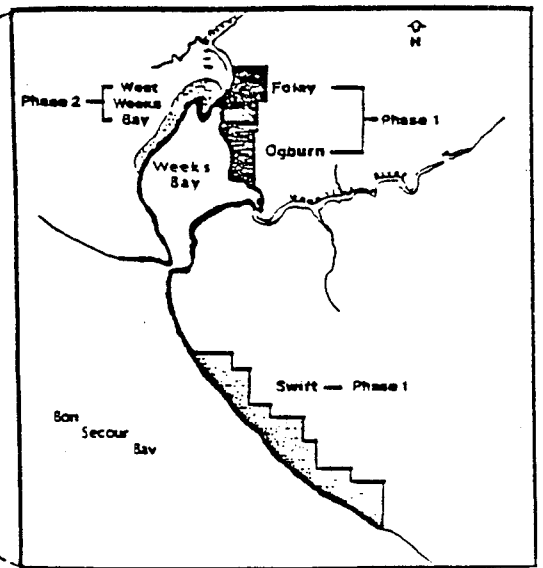 N
West
Foley
Phase 2
Weeks
Bay
Phase 1
Ogburn
Weeks
Bay
Swift — Phase 1
Bon
Secour
Bay